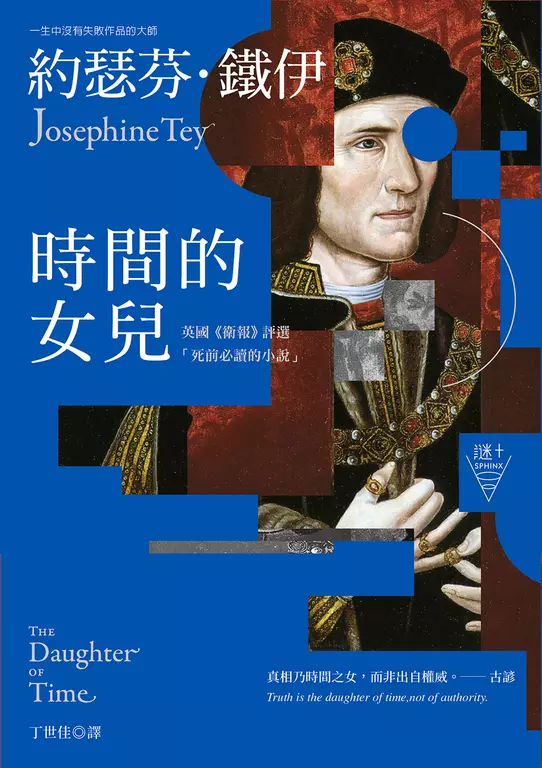 一生中沒有失敗作品的大師
約瑟芬・鐵伊
Josephine Tey
時間的
女兒
英國《衛報》評選
「死前必讀的小說」
謎+
SPHINX
THE
Daughter
OF
Time
真相乃時間之女，而非出自權威。── 古諺
Truth is the daughter of time,not of authority.
丁世佳◎譯